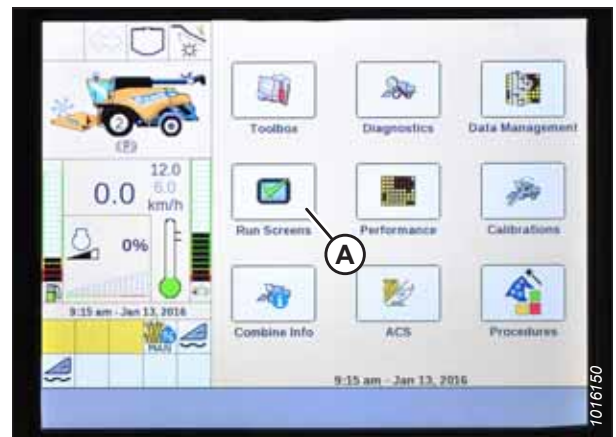 2
(P)
12.0
0.0 6.0
km/h
0%
9:15 am - Jan 13, 2016
MAN
Toolbox Diagnostics Data Management
Run Screens Performance Calibrations
A
Combine Info ACS Procedures
9:15 am - Jan 13, 2016
1016150